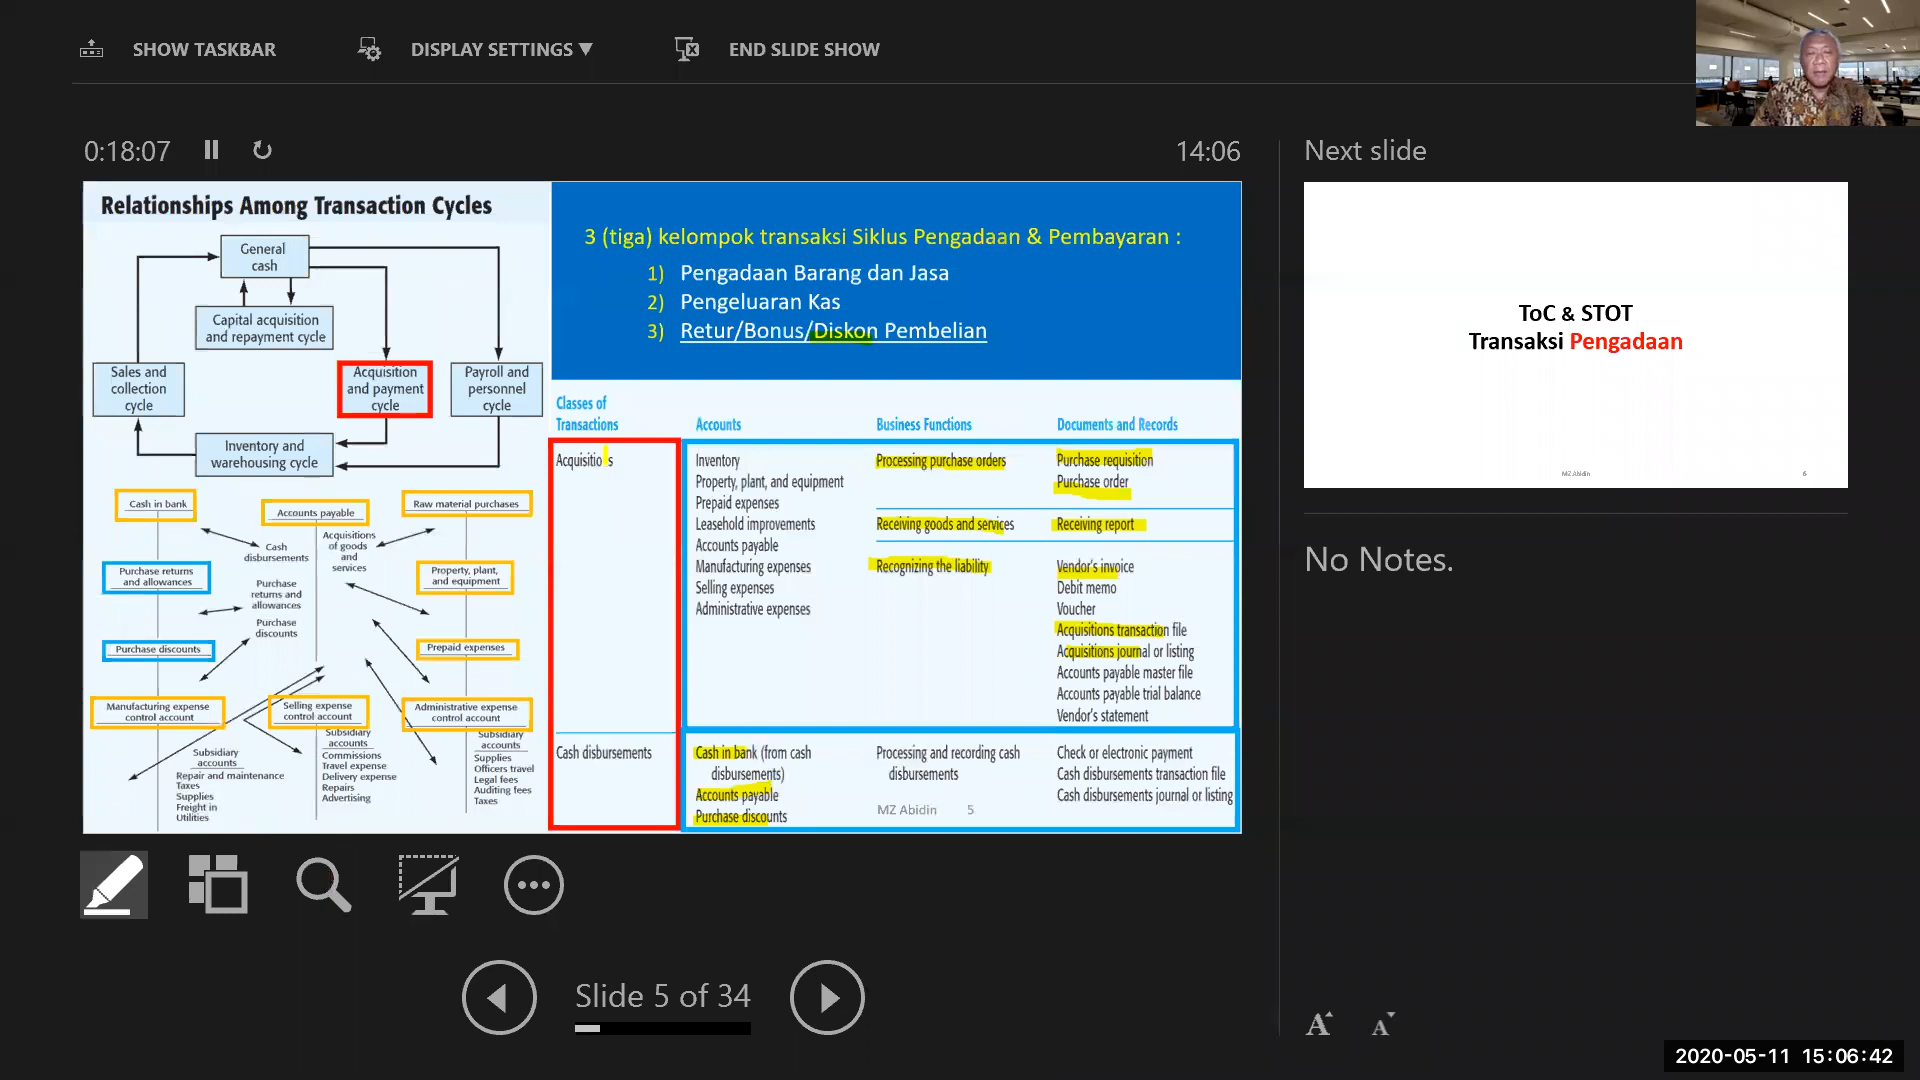 SHOW TASKBAR
DISPLAY SETTINGS ▼
END SLIDE SHOW
0:18:07
14:06
Next slide
Relationships Among Transaction Cycles
General
cash
Capital acquisition
and repayment cycle
Sales and
collection
cycle
Acquisition
and payment
cycle
Payroll and
personnel
cycle
Inventory and
warehousing cycle
Cash in bank
Accounts payable
Raw material purchases
Cash
disbursements
Acquisitions
of goods
and
services
Purchase returns
and allowances
Purchase
returns and
allowances
Property, plant,
and equipment
Purchase
discounts
Purchase discounts
Prepaid expenses
Manufacturing expense
control account
Selling expense
control account
Administrative expense
control account
Subsidiary
accounts
Repair and maintenance
Taxes
Supplies
Freight in
Utilities
Subsidiary
accounts
Commissions
Travel expense
Delivery expense
Repairs
Advertising
Subsidiary
accounts
Supplies
Officers travel
Legal fees
Auditing fees
Taxes
3 (tiga) kelompok transaksi Siklus Pengadaan & Pembayaran :
1) Pengadaan Barang dan Jasa
2) Pengeluaran Kas
3) Retur/Bonus/Diskon Pembelian
Classes of
Transactions
Accounts
Business Functions
Documents and Records
Acquisitio s
Inventory
Property, plant, and equipment
Prepaid expenses
Leasehold improvements
Accounts payable
Manufacturing expenses
Selling expenses
Administrative expenses
Processing purchase orders
Receiving goods and services
Recognizing the liability
Purchase requisition
Purchase order
Receiving report
Vendor's invoice
Debit memo
Voucher
Acquisitions transaction file
Acquisitions journal or listing
Accounts payable master file
Accounts payable trial balance
Vendor's statement
Cash disbursements
Cash in bank (from cash
disbursements)
Accounts payable
Purchase discounts
Processing and recording cash
disbursements
Check or electronic payment
Cash disbursements transaction file
Cash disbursements journal or listing
MZ Abidin 5
ToC & STOT
Transaksi Pengadaan
MZ Abidin 6
No Notes.
Slide 5 of 34
A A
2020-05-11 15:06:42